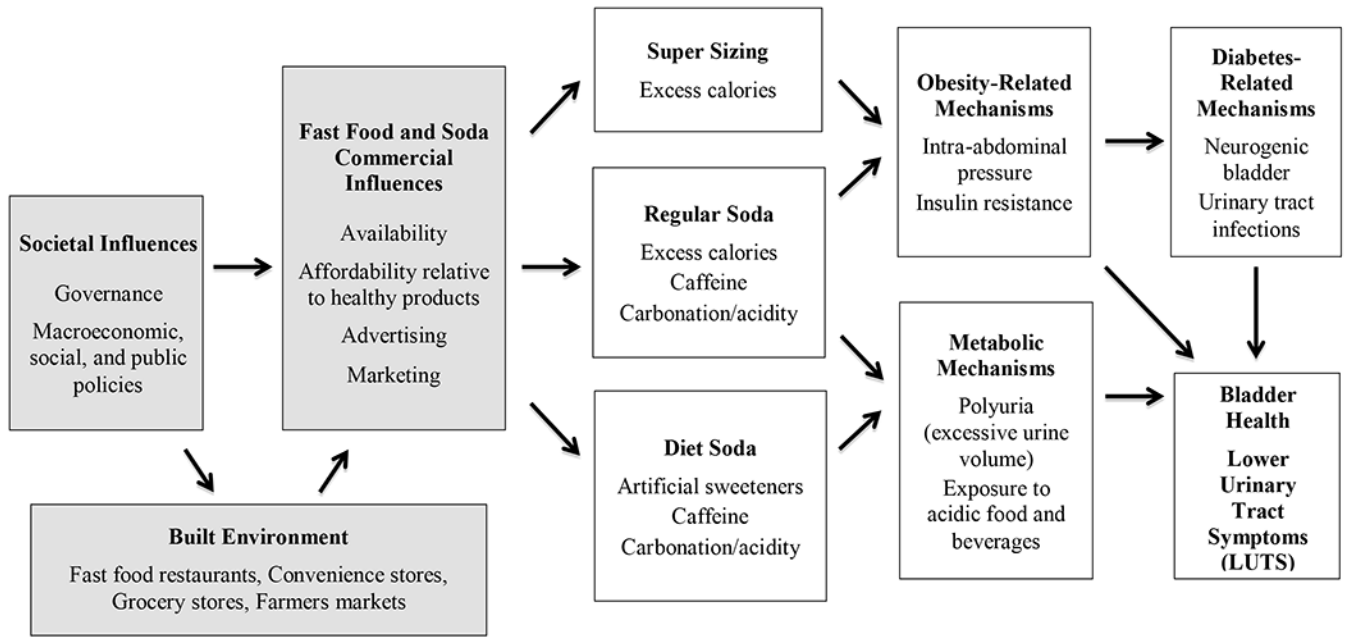 Societal Influences
Governance
Macroeconomic,
social, and public
policies
Built Environment
Fast food restaurants, Convenience stores,
Grocery stores, Farmers markets
Fast Food and Soda
Commercial
Influences
Availability
Affordability relative
to healthy products
Advertising
Marketing
Super Sizing
Excess calories
Regular Soda
Excess calories
Caffeine
Carbonation/acidity
Diet Soda
Artificial sweeteners
Caffeine
Carbonation/acidity
Obesity-Related
Mechanisms
Intra-abdominal
pressure
Insulin resistance
Metabolic
Mechanisms
Polyuria
(excessive urine
volume)
Exposure to
acidic food and
beverages
Diabetes-
Related
Mechanisms
Neurogenic
bladder
Urinary tract
infections
Bladder
Health
Lower
Urinary
Tract
Symptoms
(LUTS)